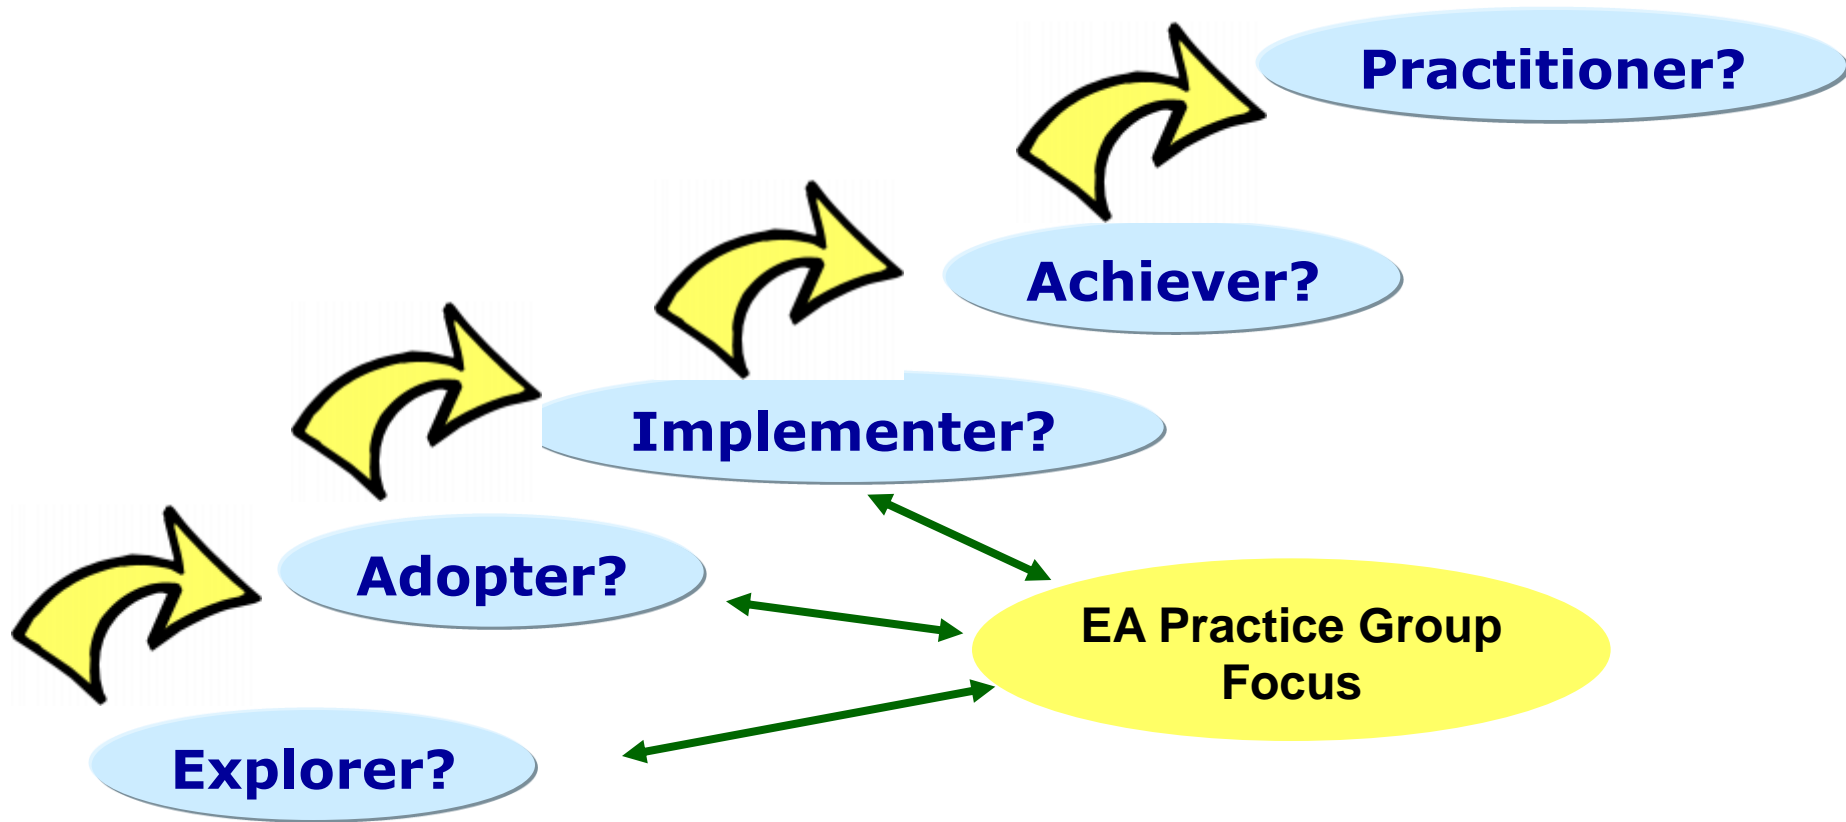 Practitioner?
Achiever?
Implementer?
Adopter?
EA Practice Group
Focus
Explorer?